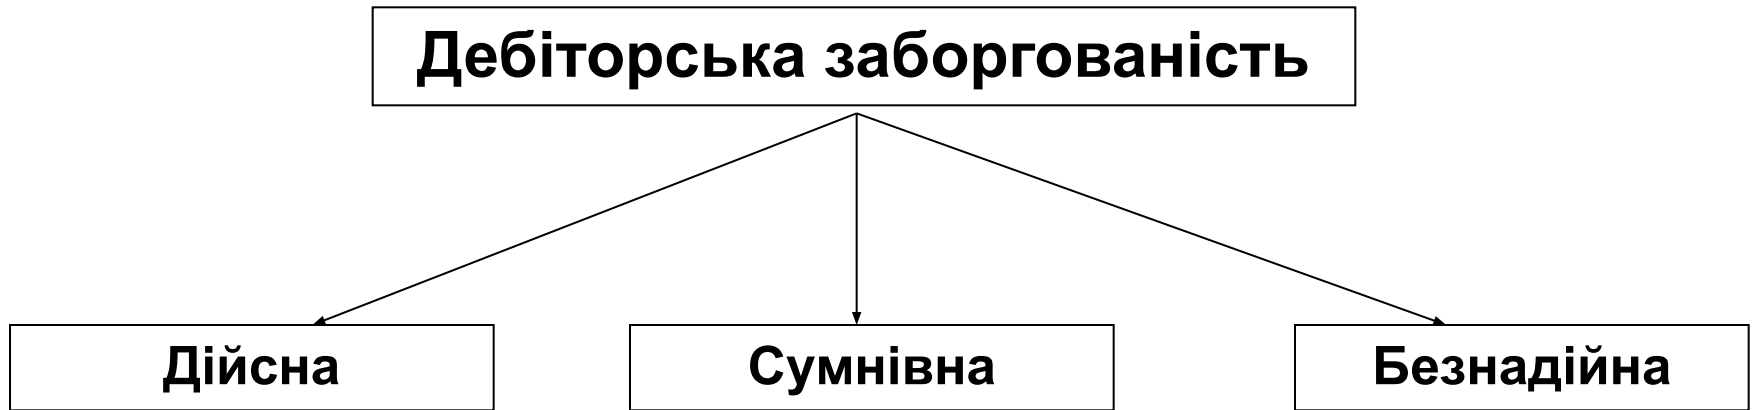 Дебіторська заборгованість
Дійсна
Сумнівна
Безнадійна